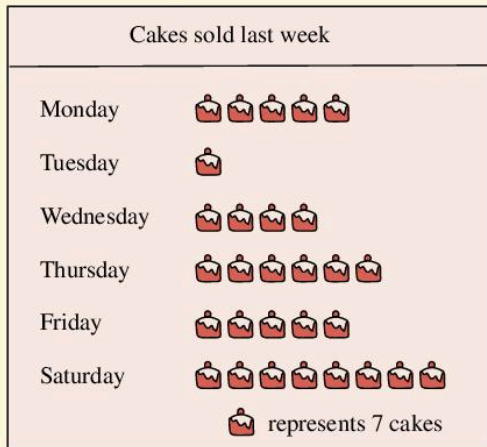 Cakes sold last week
Monday
Tuesday
Wednesday
Thursday
Friday
Saturday
represents 7 cakes